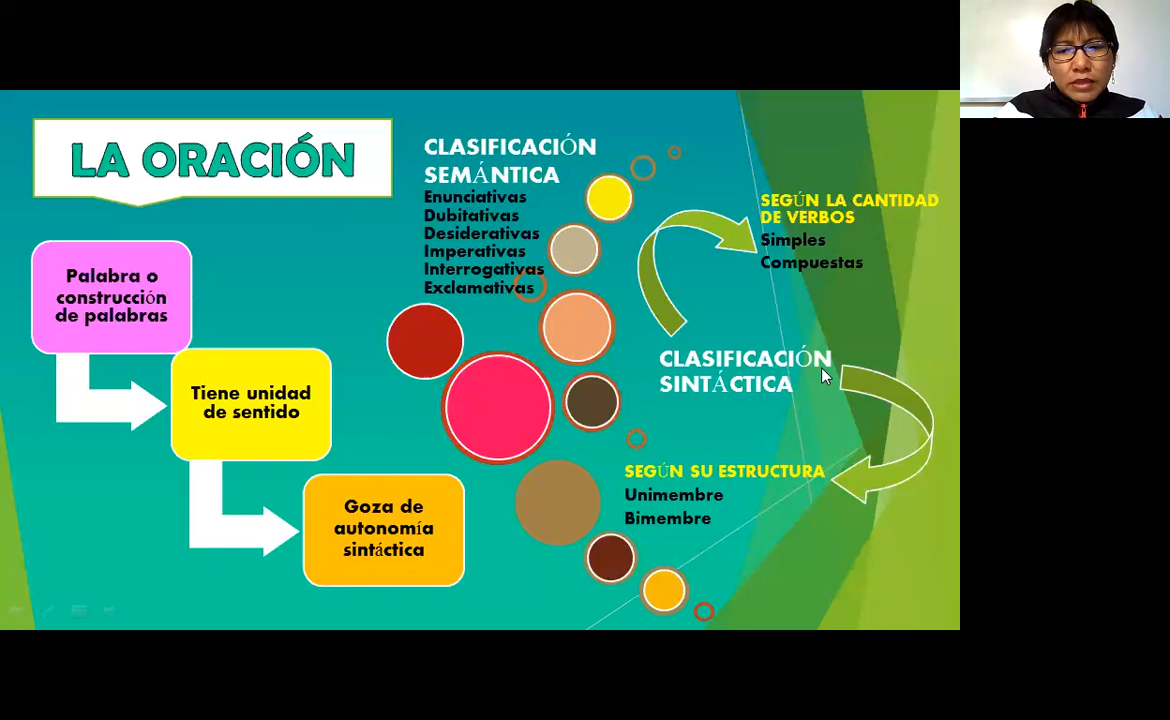 LA ORACIÓN
Palabra o
construcción
de palabras
Tiene unidad
de sentido
Goza de
autonomía
sintáctica
CLASIFICACIÓN
SEMÁNTICA
Enunciativas
Dubitativas
Desiderativas
Imperativas
Interrogativas
Exclamativas
CLASIFICACIÓN
SINTÁCTICA
SEGÚN LA CANTIDAD
DE VERBOS
Simples
Compuestas
SEGÚN SU ESTRUCTURA
Unimembre
Bimembre